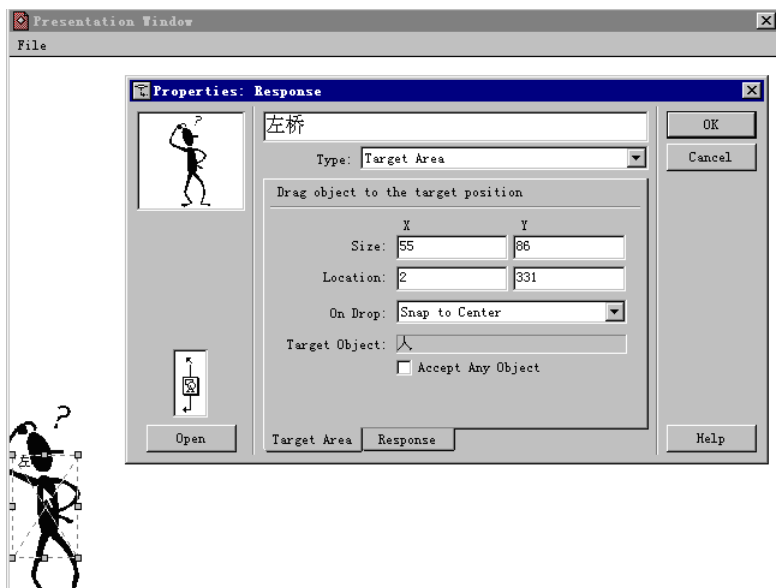 Presentation Window
File
Properties: Response
左桥
OK
Type: Target Area
Cancel
Drag object to the target position
X Y
Size: 55 86
Location: 2 331
On Drop: Snap to Center
Target Object: 人
Accept Any Object
Open
Target Area Response
Help
?
左